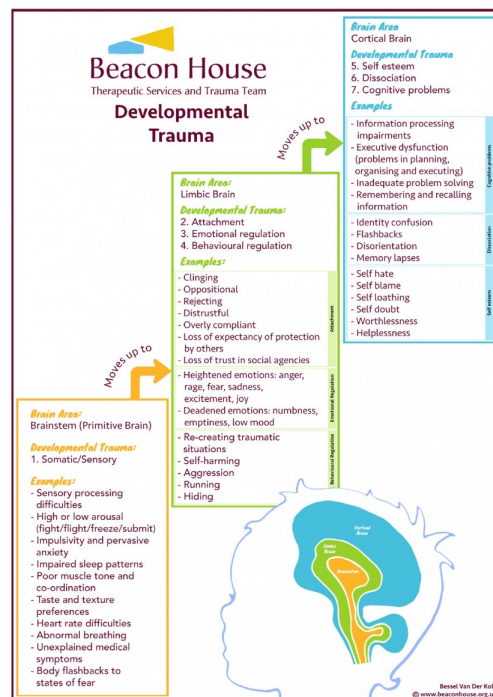 Beacon House
Therapeutic Services and Trauma Team
Developmental
Trauma
Moves up to
Brain Area:
Brainstem (Primitive Brain)
Developmental Trauma:
1. Somatic/Sensory
Examples:
- Sensory processing
difficulties
- High or low arousal
(fight/flight/freeze/submit)
- Impulsivity and pervasive
anxiety
- Impaired sleep patterns
- Poor muscle tone and
co-ordination
- Taste and texture
preferences
- Heart rate difficulties
- Abnormal breathing
- Unexplained medical
symptoms
- Body flashbacks to
states of fear
Moves up to
Brain Area:
Limbic Brain
Developmental Trauma:
2. Attachment
3. Emotional regulation
4. Behavioural regulation
Examples:
- Clinging
- Oppositional
- Rejecting
- Distrustful
- Overly compliant
- Loss of expectancy of protection
by others
- Loss of trust in social agencies
Attachment
- Heightened emotions: anger,
rage, fear, sadness,
excitement, joy
- Deadened emotions: numbness,
emptiness, low mood
Emotional Regulation
- Re-creating traumatic
situations
- Self-harming
- Aggression
- Running
- Hiding
Behavioural Regulation
Brain Area
Cortical Brain
Developmental Trauma
5. Self esteem
6. Dissociation
7. Cognitive problems
Examples
- Information processing
impairments
- Executive dysfunction
(problems in planning,
organising and executing)
- Inadequate problem solving
- Remembering and recalling
information
Cognitive problems
- Identity confusion
- Flashbacks
- Disorientation
- Memory lapses
Dissociation
- Self hate
- Self blame
- Self loathing
- Self doubt
- Worthlessness
- Helplessness
Self esteem
Cortical
Brain
Limbic
Brain
Brainstem
Bessel Van Der Kol
© www.beaconhouse.org.u